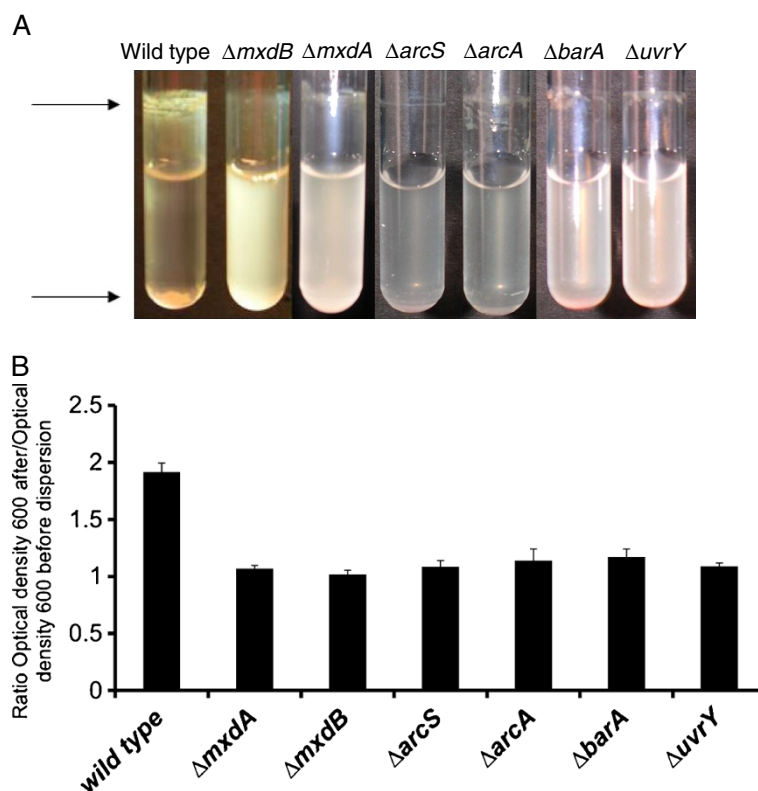 A
Wild type ΔmxdB ΔmxdA ΔarcS ΔarcA ΔbarA ΔuvrY
B
Ratio Optical density 600 after/Optical
density 600 before dispersion
2.5
2
1.5
1
0.5
0
wild type
ΔmxdA
ΔmxdB
ΔarcS
ΔarcA
ΔbarA
ΔuvrY